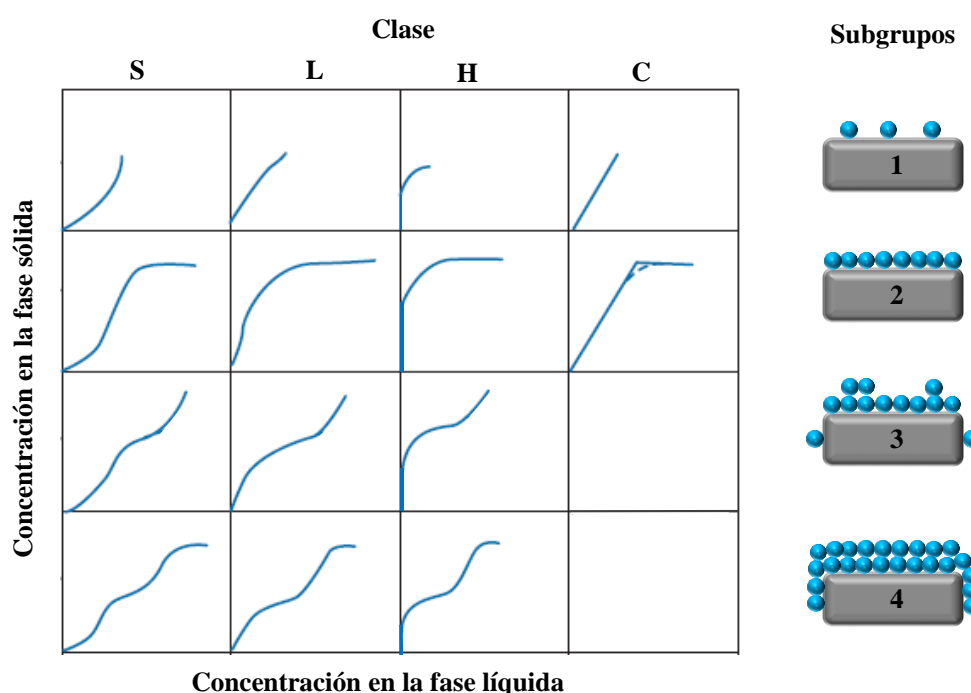 Clase
Subgrupos
S L H C
Concentración en la fase sólida
1
2
3
4
Concentración en la fase líquida